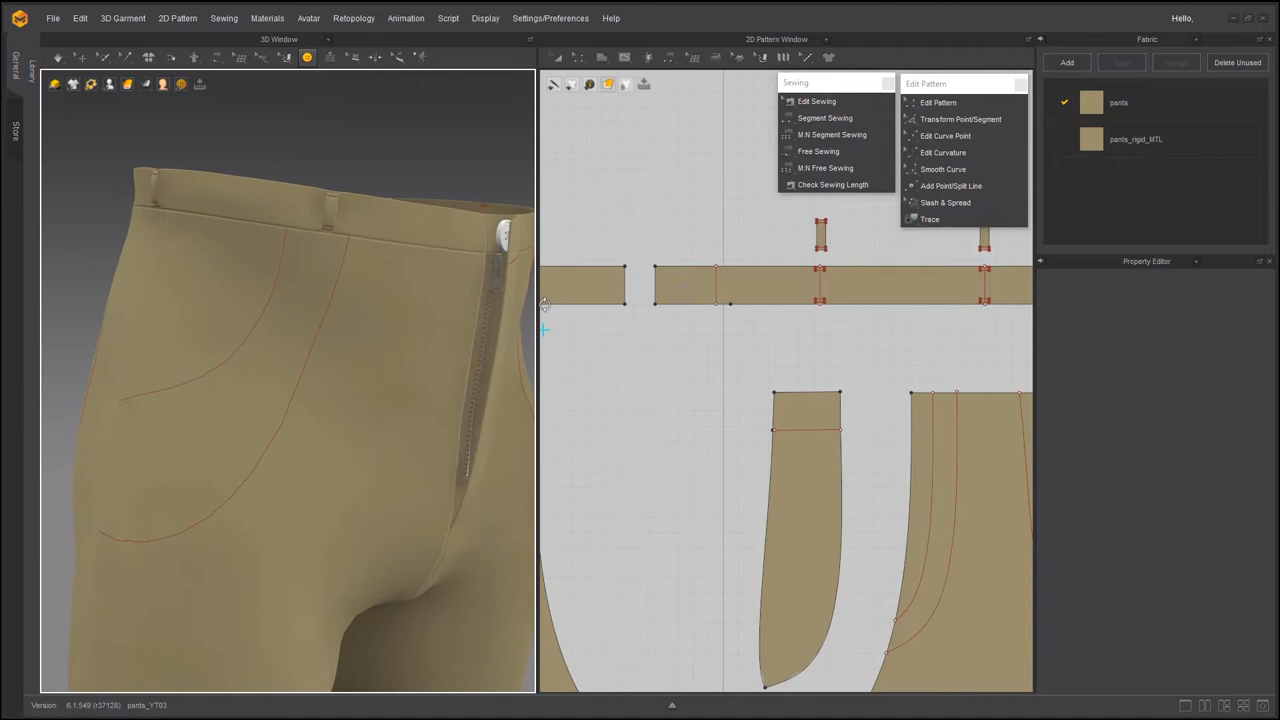 File Edit 3D Garment 2D Pattern Sewing Materials Avatar Retopology Animation Script Display Settings/Preferences Help Hello,
3D Window
2D Pattern Window
Fabric
General
Library
Store
Add
Delete Unused
Sewing
Edit Sewing
Segment Sewing
M:N Segment Sewing
Free Sewing
M:N Free Sewing
Check Sewing Length
Edit Pattern
Edit Pattern
Transform Point/Segment
Edit Curve Point
Edit Curvature
Smooth Curve
Add Point/Split Line
Slash & Spread
Trace
pants
pants_rigid_MTL
Property Editor
Version: 6.1.549 (r37128) pants_YT03